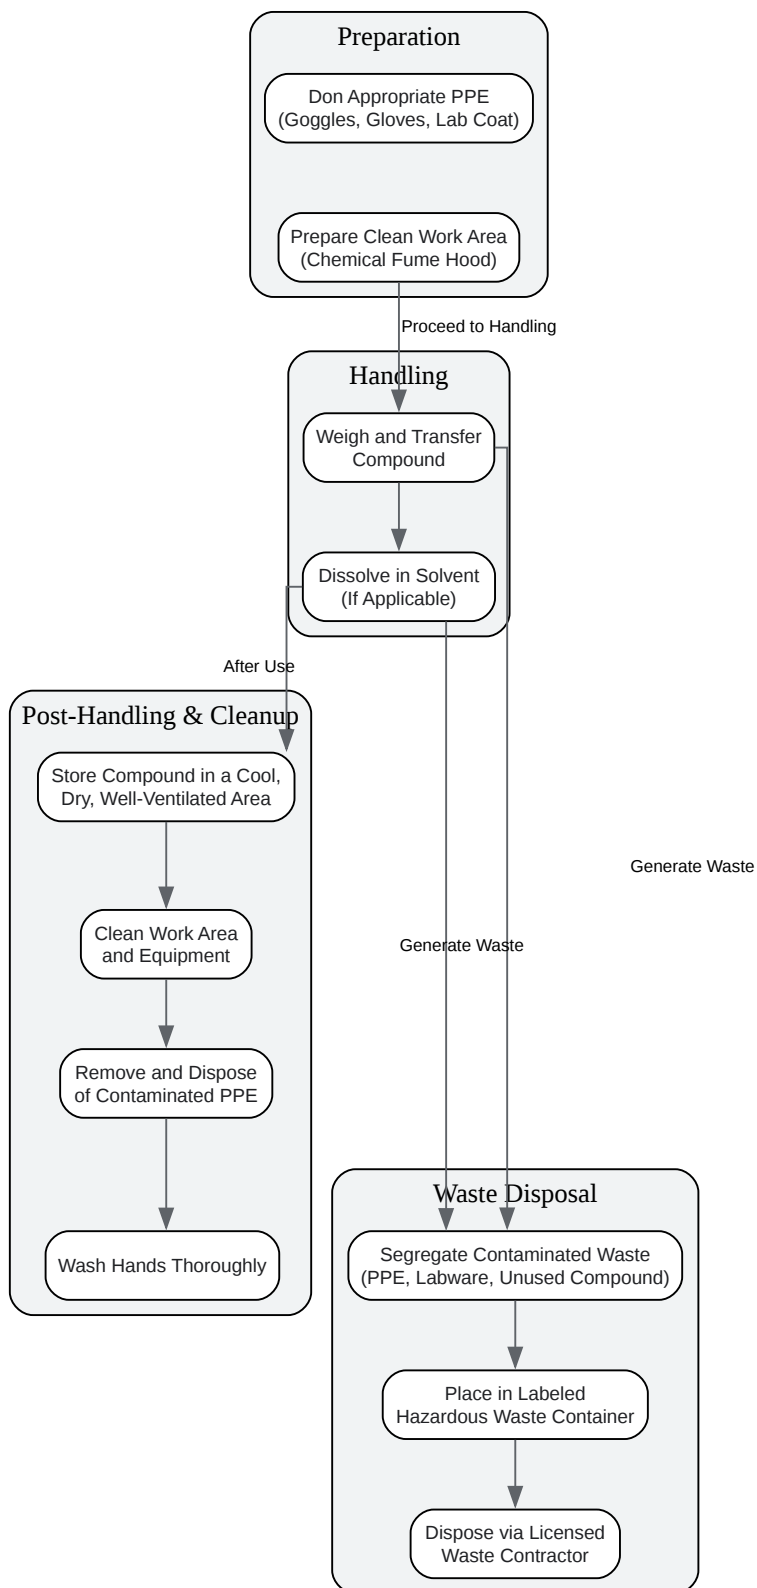 Preparation
Don Appropriate PPE
(Goggles, Gloves, Lab Coat)
Prepare Clean Work Area
(Chemical Fume Hood)
Proceed to Handling
Handling
Weigh and Transfer
Compound
Dissolve in Solvent
(If Applicable)
After Use
Post-Handling & Cleanup
Store Compound in a Cool,
Dry, Well-Ventilated Area
Clean Work Area
and Equipment
Remove and Dispose
of Contaminated PPE
Wash Hands Thoroughly
Generate Waste
Generate Waste
Waste Disposal
Segregate Contaminated Waste
(PPE, Labware, Unused Compound)
Place in Labeled
Hazardous Waste Container
Dispose via Licensed
Waste Contractor